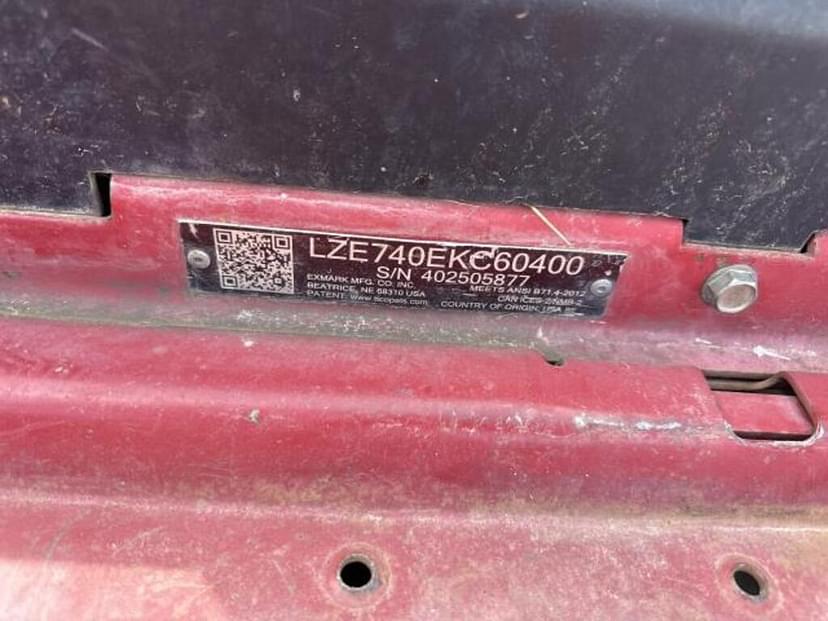 LZE740EKC60400
S/N 402505877
EXMARK MFG. CO. INC.
MEETS ANSI B71.4-2012
BEATRICE, NE 68310 USA
CAN ICES-2/NMB-2
PATENT: www.ttcopats.com
COUNTRY OF ORIGIN: USA